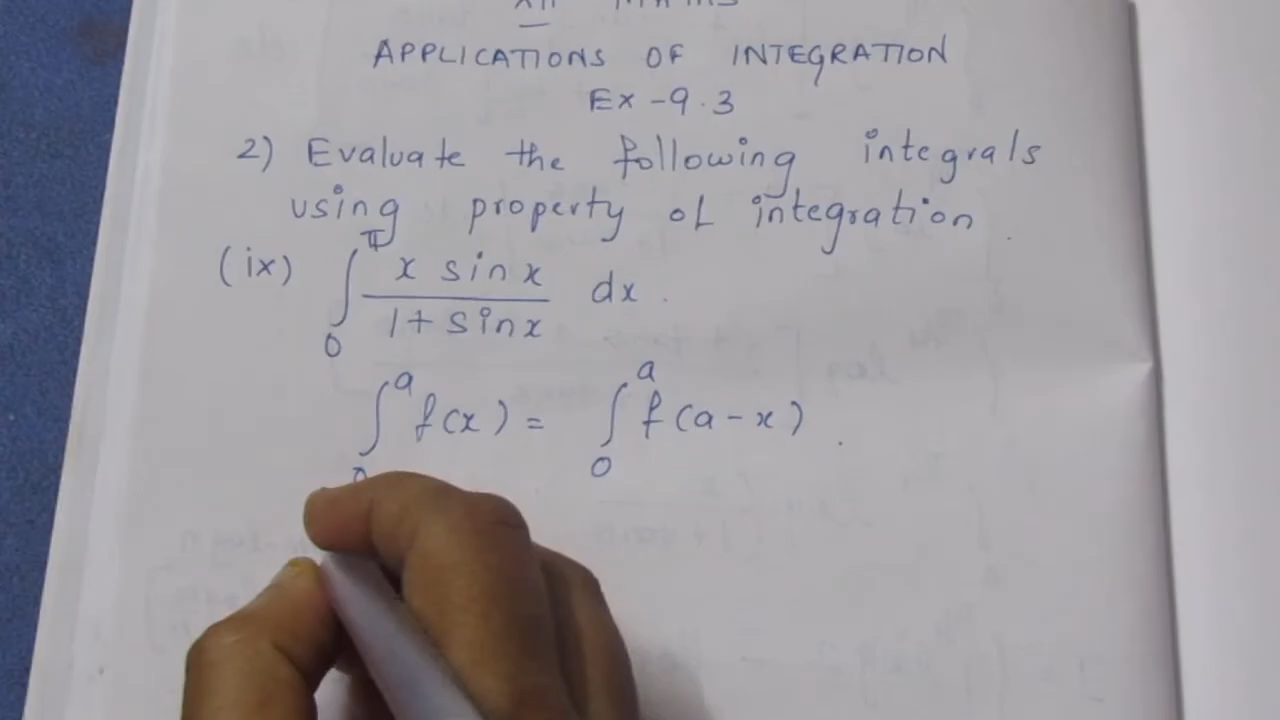 APPLICATIONS OF INTEGRATION
Ex - 9.3
2) Evaluate the following integrals
using property of integration.
(ix) ∫₀^π x sin x / 1 + sin x dx.
∫₀^a f(x) = ∫₀^a f(a - x).